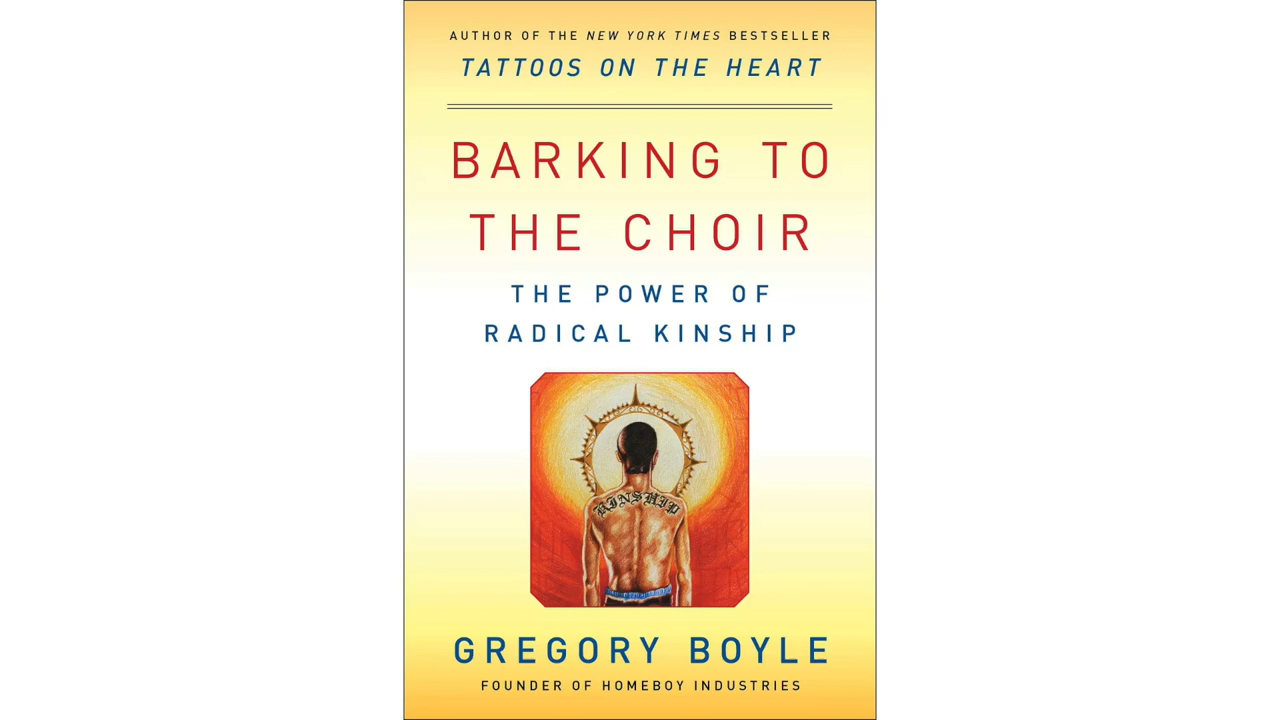 AUTHOR OF THE NEW YORK TIMES BESTSELLER
TATTOOS ON THE HEART
BARKING TO
THE CHOIR
THE POWER OF
RADICAL KINSHIP
KINSHIP
GREGORY BOYLE
FOUNDER OF HOMEBOY INDUSTRIES